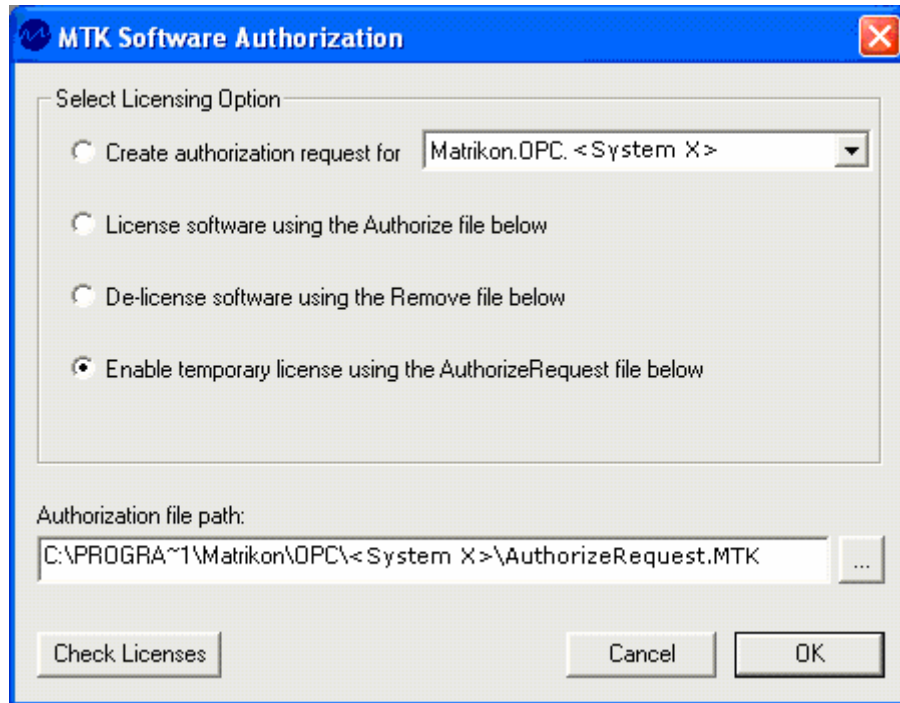 MTK Software Authorization
Select Licensing Option
Create authorization request for Matrikon.OPC. <System X>
License software using the Authorize file below
De-license software using the Remove file below
Enable temporary license using the AuthorizeRequest file below
Authorization file path:
C:\PROGRA~1\Matrikon\OPC\<System X>\AuthorizeRequest.MTK ...
Check Licenses Cancel OK